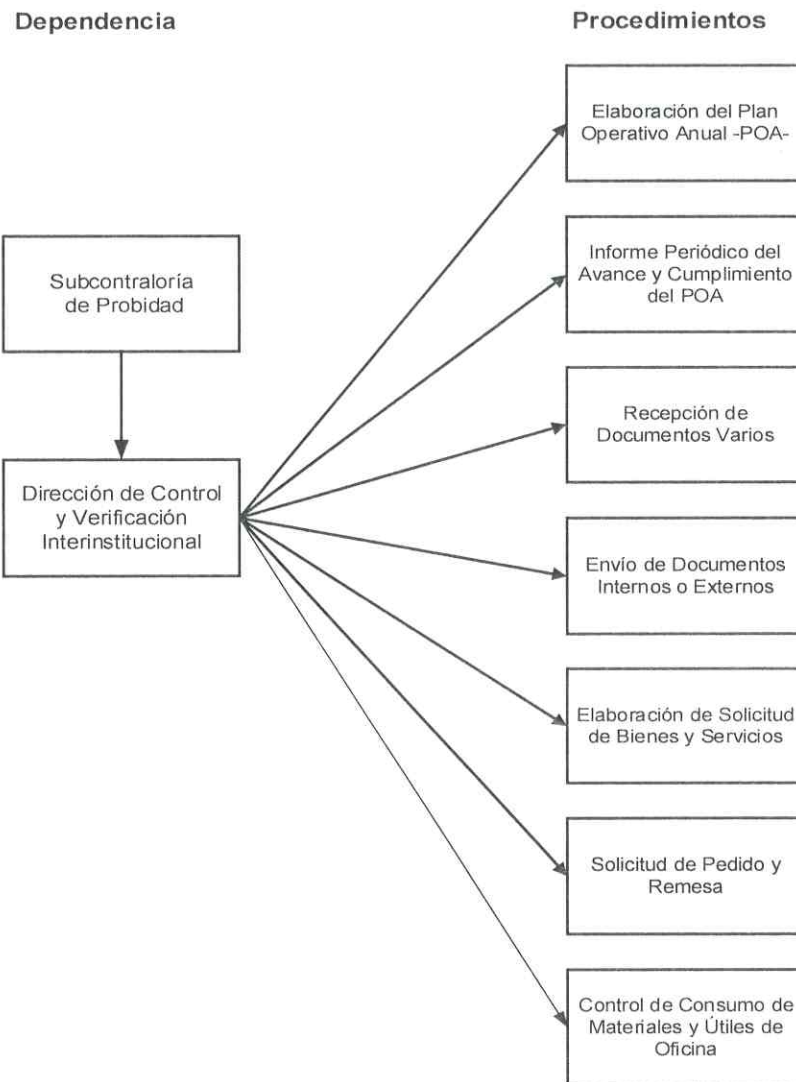 Dependencia
Procedimientos
Elaboración del Plan
Operativo Anual -POA-
Informe Periódico del
Avance y Cumplimiento
del POA
Subcontraloría
de Probidad
Recepción de
Documentos Varios
Dirección de Control
y Verificación
Interinstitucional
Envío de Documentos
Internos o Externos
Elaboración de Solicitud
de Bienes y Servicios
Solicitud de Pedido y
Remesa
Control de Consumo de
Materiales y Útiles de
Oficina